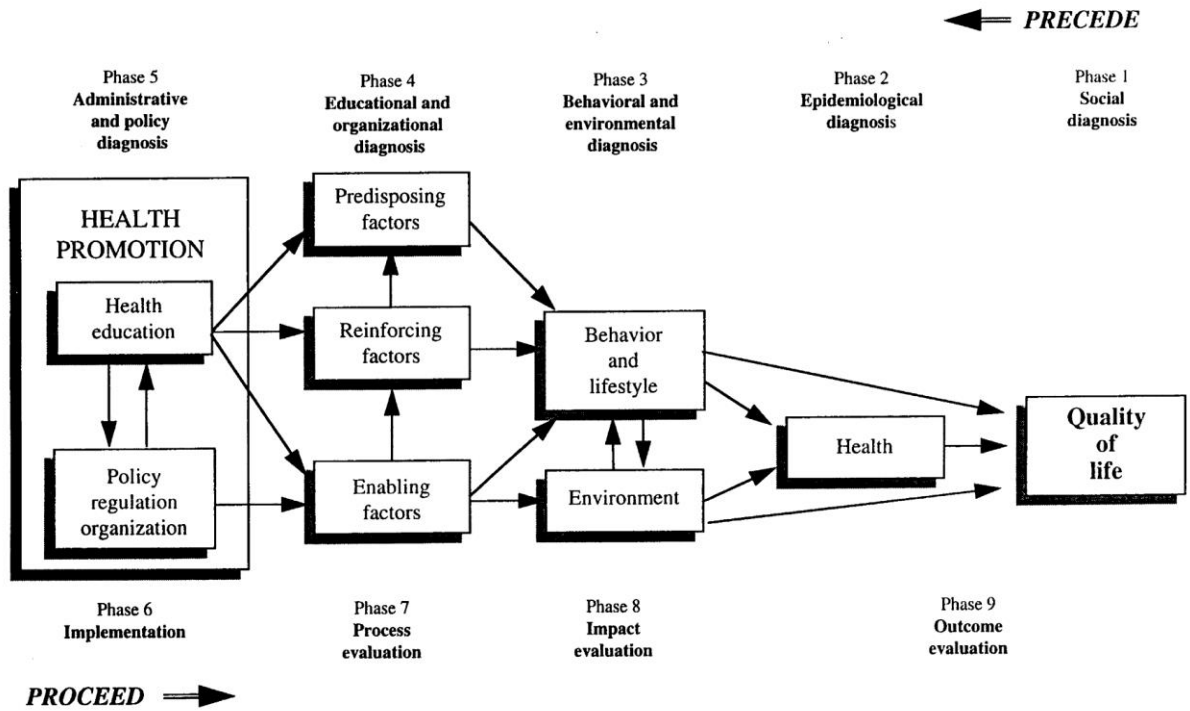 PRECEDE
Phase 5
Administrative
and policy
diagnosis
Phase 4
Educational and
organizational
diagnosis
Phase 3
Behavioral and
environmental
diagnosis
Phase 2
Epidemiological
diagnosis
Phase 1
Social
diagnosis
HEALTH
PROMOTION
Health
education
Policy
regulation
organization
Predisposing
factors
Reinforcing
factors
Enabling
factors
Behavior
and
lifestyle
Environment
Health
Quality
of
life
Phase 6
Implementation
Phase 7
Process
evaluation
Phase 8
Impact
evaluation
Phase 9
Outcome
evaluation
PROCEED